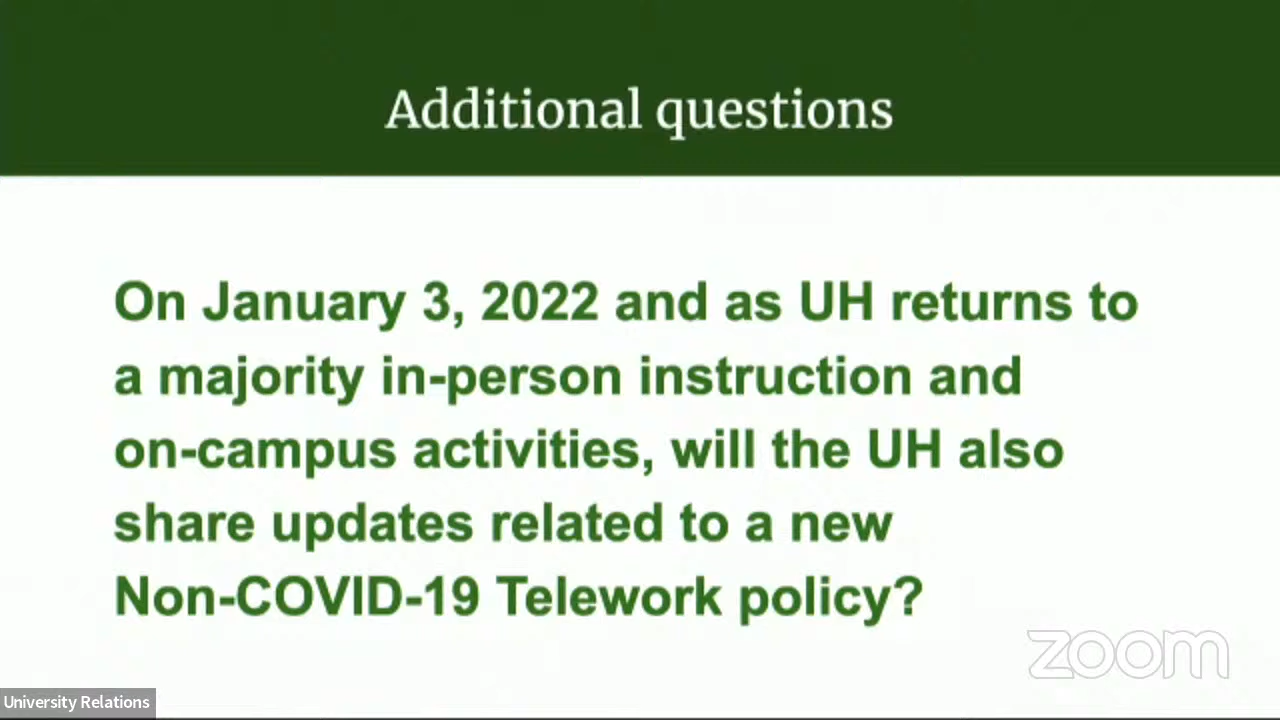 Additional questions
On January 3, 2022 and as UH returns to
a majority in-person instruction and
on-campus activities, will the UH also
share updates related to a new
Non-COVID-19 Telework policy?
zoom
University Relations